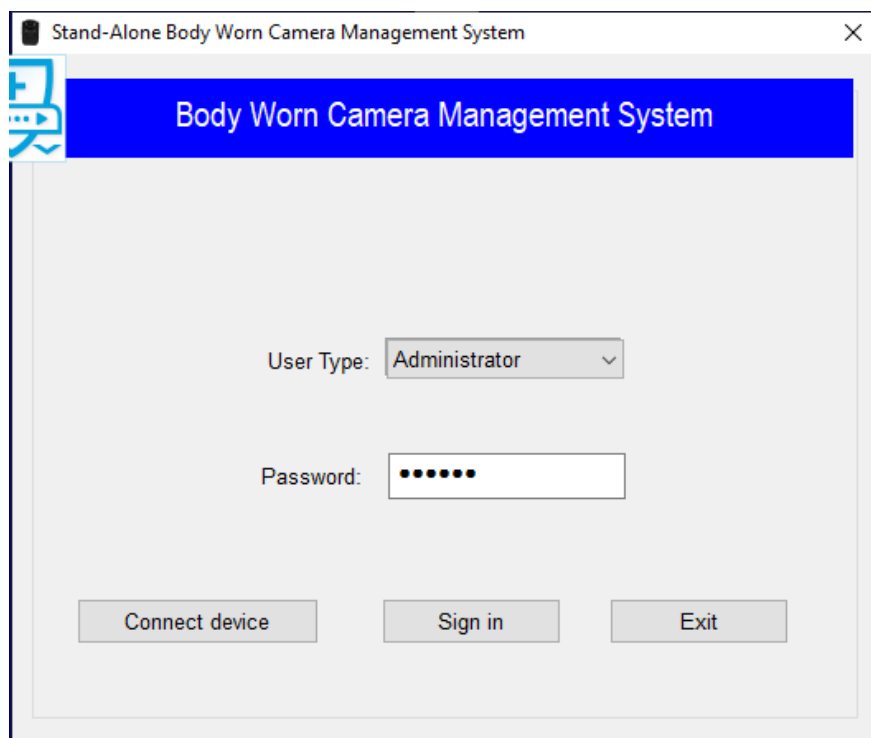 Stand-Alone Body Worn Camera Management System
Body Worn Camera Management System
User Type: Administrator
Password: ••••••
Connect device Sign in Exit